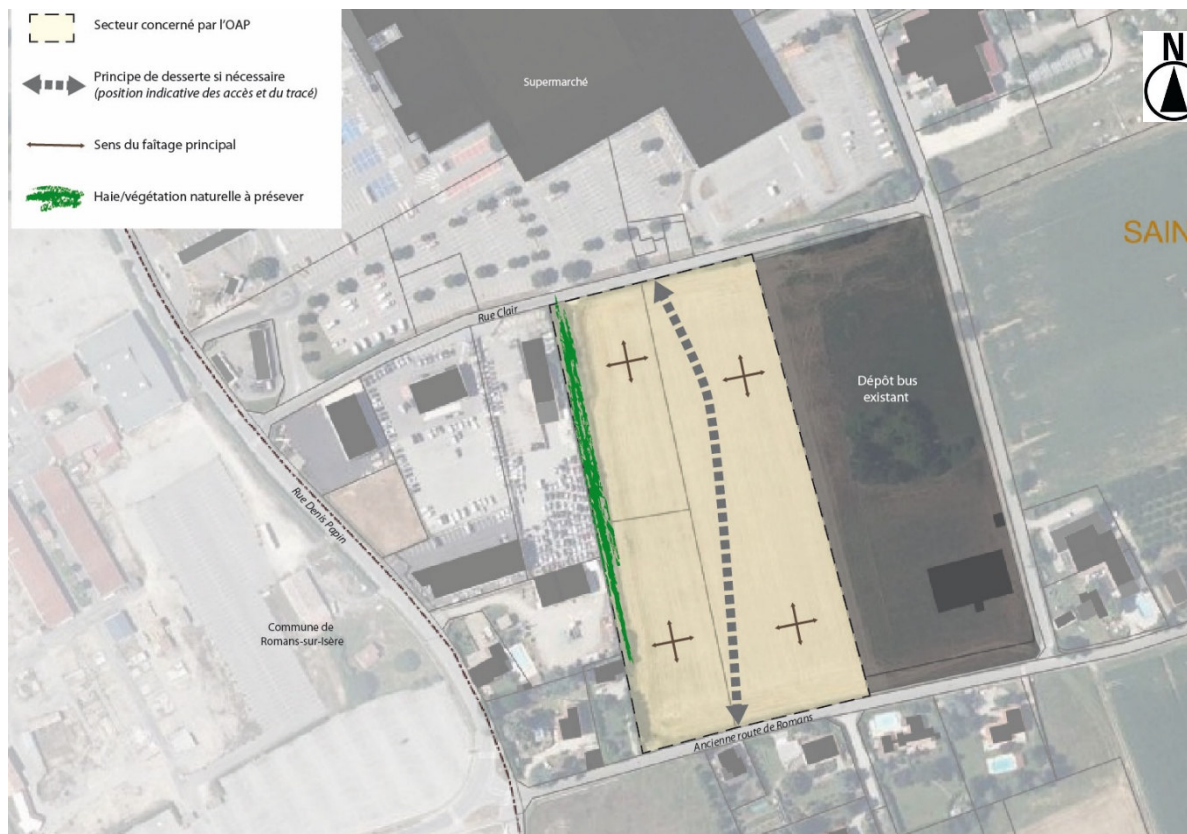 Secteur concerné par l'OAP
Principe de desserte si nécessaire
(position indicative des accès et du tracé)
Sens du faîtage principal
Haie/végétation naturelle à présever
Supermarché
N
SAIN
Rue Clair
Dépôt bus
existant
Rue Denis Papin
Commune de
Romans-sur-Isère
Ancienne route de Romans